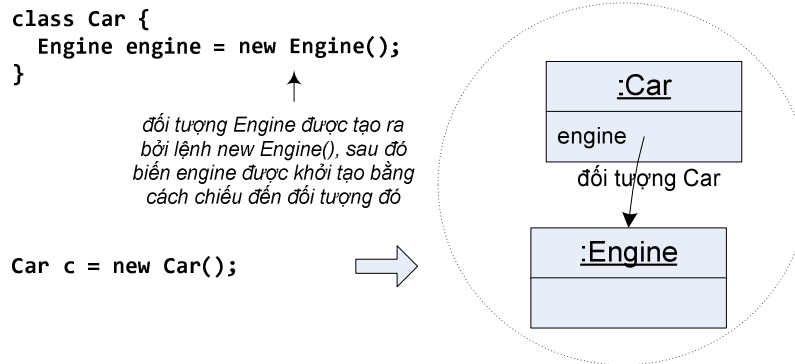 class Car {
Engine engine = new Engine();
}
đối tượng Engine được tạo ra
bởi lệnh new Engine(), sau đó
biến engine được khởi tạo bằng
cách chiếu đến đối tượng đó
Car c = new Car();
:Car
engine
đối tượng Car
:Engine